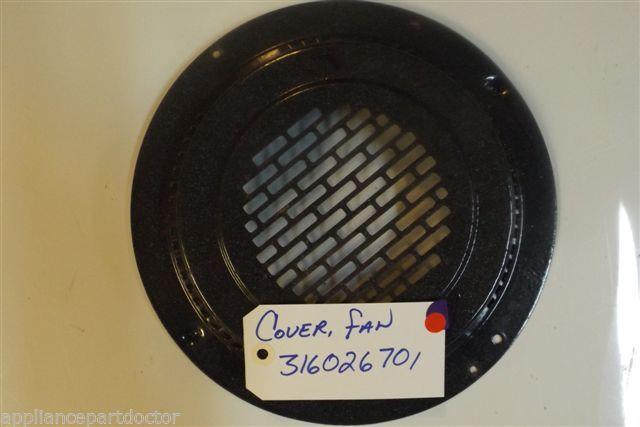 COVER, FAN
316026701
appliancepartdoctor